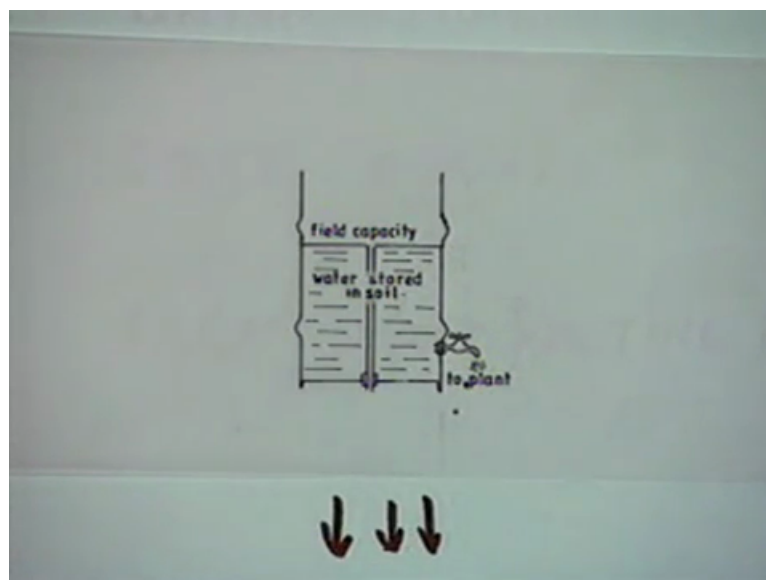 field capacity
water stored
in soil.
to plant